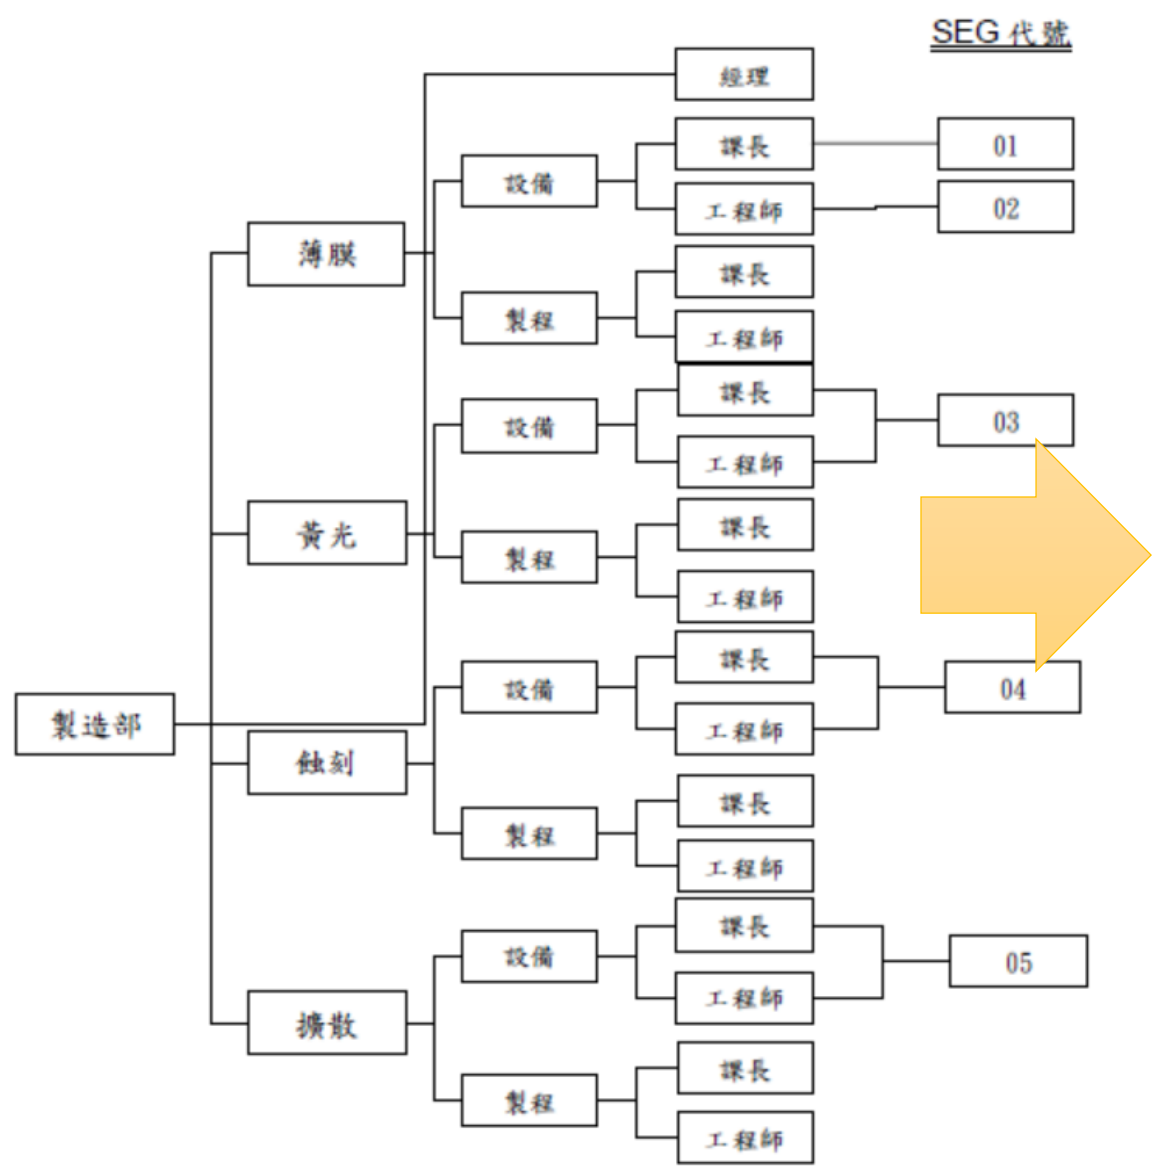 SEG 代號
經理
課長
01
設備
工程師
02
薄膜
課長
製程
工程師
課長
設備
03
工程師
黃光
課長
製程
工程師
課長
設備
04
製造部
工程師
蝕刻
課長
製程
工程師
課長
設備
05
工程師
擴散
課長
製程
工程師